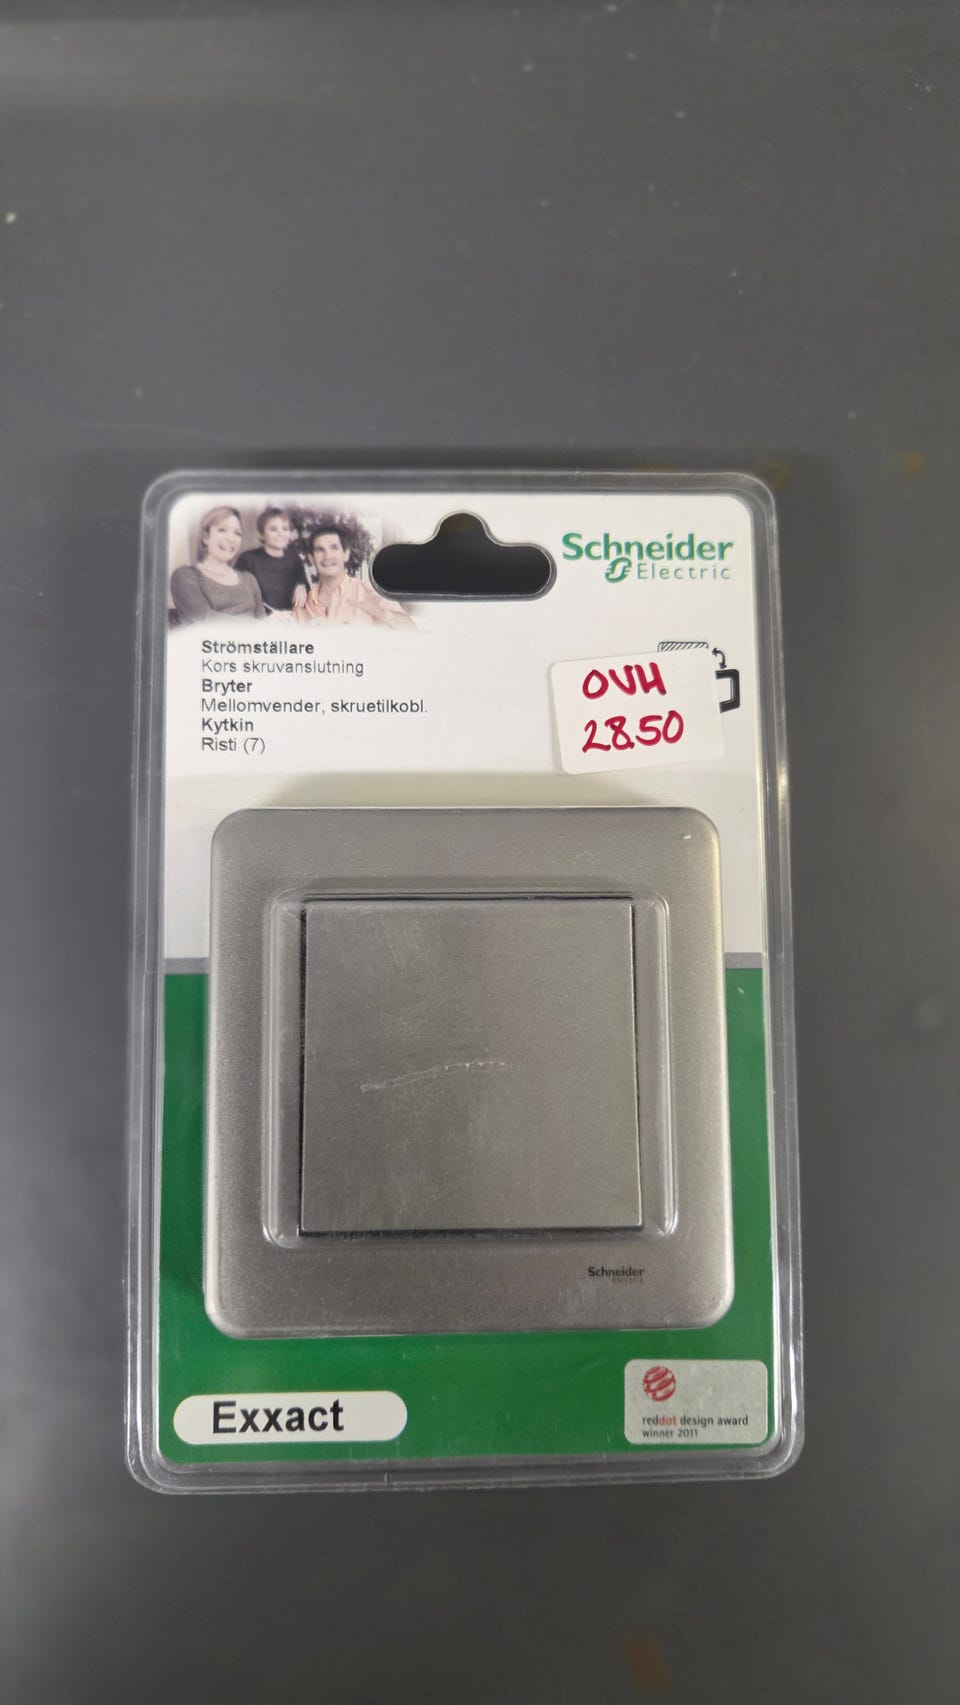 Schneider
Electric
Strömställare
Kors skruvanslutning
Bryter
Mellomvender, skruetilkobl.
Kytkin
Risti (7)
OVH
28.50
Schneider
Electric
Exxact
reddot design award
winner 2011